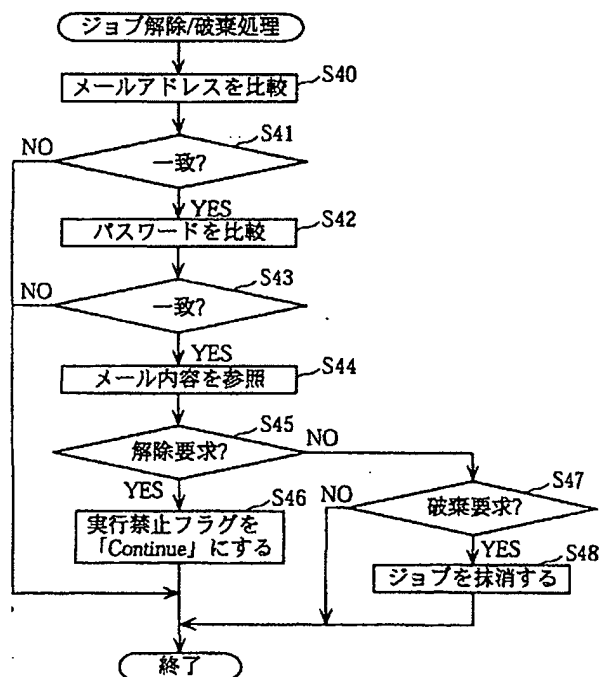 ジョブ解除/破棄処理
メールアドレスを比較
S40
S41
NO
一致?
YES
S42
パスワードを比較
S43
NO
一致?
YES
S44
メール内容を参照
S45
解除要求?
NO
YES
S46
実行禁止フラグを
「Continue」にする
S47
NO
破棄要求?
YES
S48
ジョブを抹消する
終了